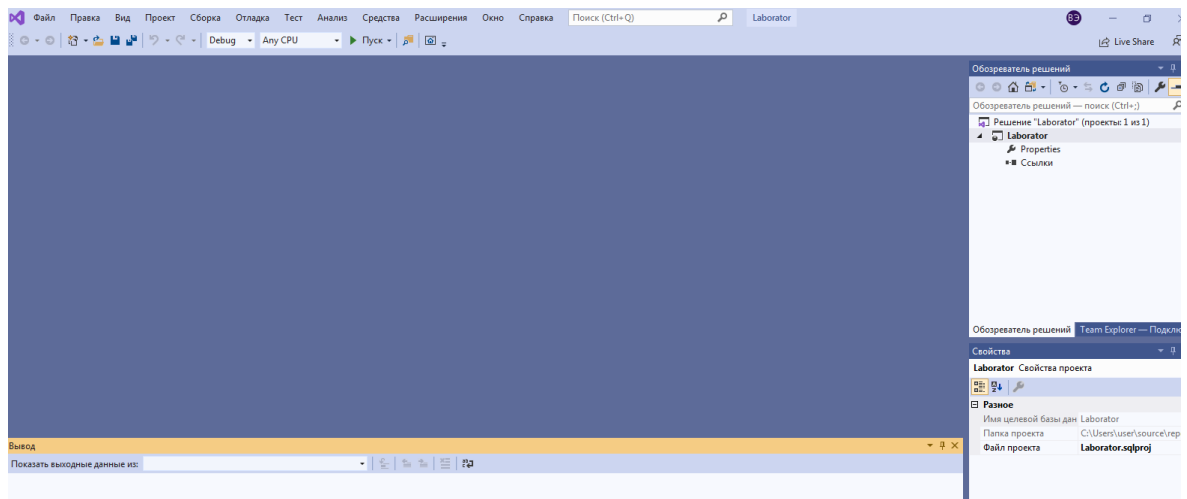 Файл Правка Вид Проект Сборка Отладка Тест Анализ Средства Расширения Окно Справка Поиск (Ctrl+Q) Laborator ВЭ
Debug Any CPU Пуск Live Share
Обозреватель решений
Обозреватель решений — поиск (Ctrl+;)
Решение "Laborator" (проекты: 1 из 1)
Laborator
Properties
Ссылки
Обозреватель решений Team Explorer — Подклю
Свойства
Laborator Свойства проекта
Разное
Имя целевой базы дан Laborator
Папка проекта C:\Users\user\source\rep
Файл проекта Laborator.sqlproj
Вывод
Показать выходные данные из: